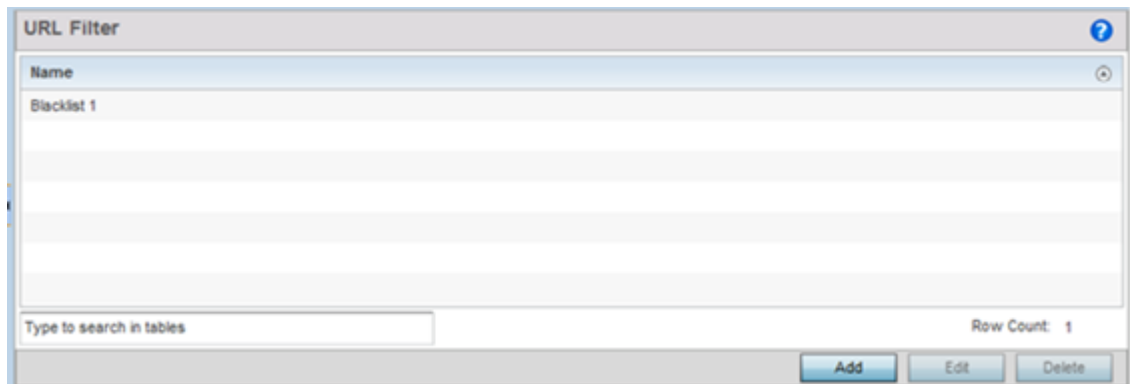 URL Filter
Name
Blacklist 1
Type to search in tables
Row Count: 1
Add Edit Delete